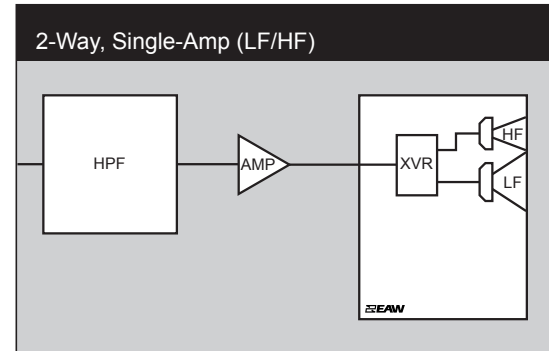 2-Way, Single-Amp (LF/HF)
HPF
AMP
XVR
HF
LF
EAW